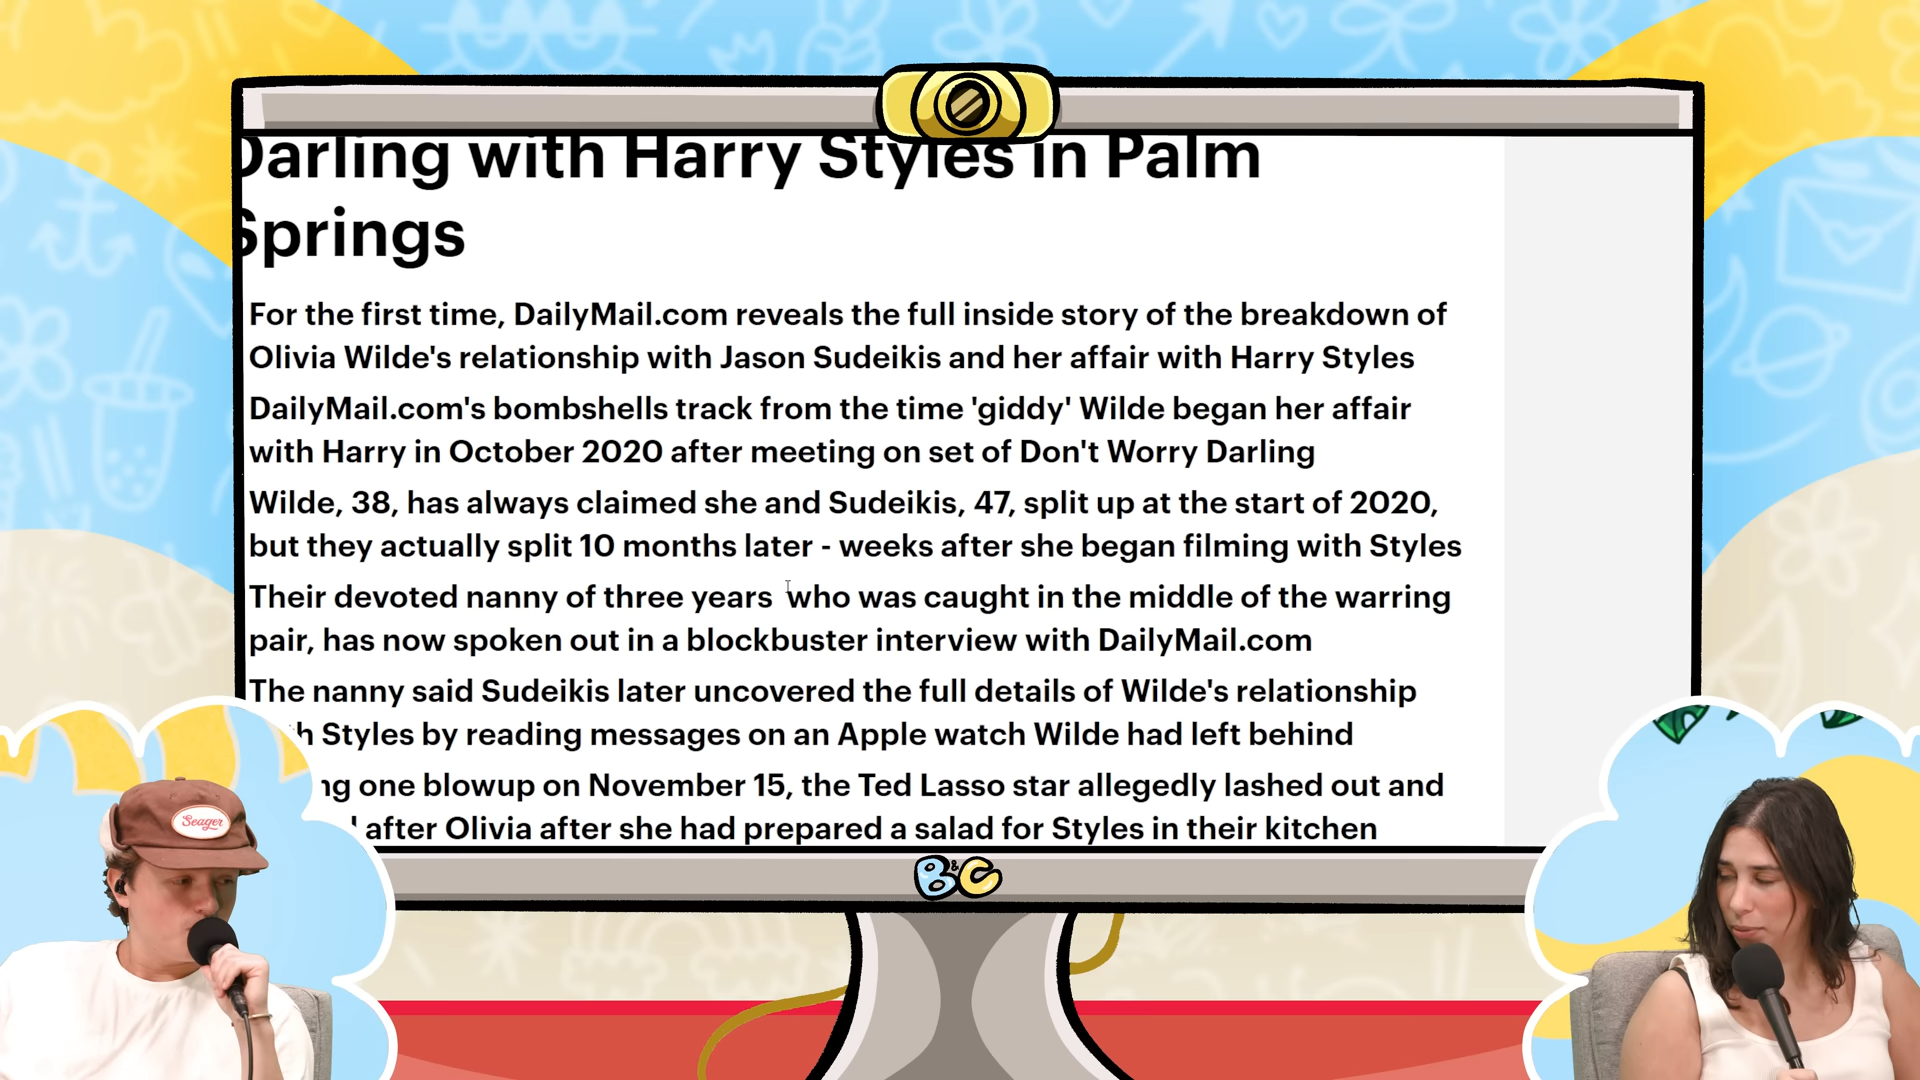 Darling with Harry Styles in Palm
Springs
For the first time, DailyMail.com reveals the full inside story of the breakdown of
Olivia Wilde's relationship with Jason Sudeikis and her affair with Harry Styles
DailyMail.com's bombshells track from the time 'giddy' Wilde began her affair
with Harry in October 2020 after meeting on set of Don't Worry Darling
Wilde, 38, has always claimed she and Sudeikis, 47, split up at the start of 2020,
but they actually split 10 months later - weeks after she began filming with Styles
Their devoted nanny of three years who was caught in the middle of the warring
pair, has now spoken out in a blockbuster interview with DailyMail.com
The nanny said Sudeikis later uncovered the full details of Wilde's relationship
Styles by reading messages on an Apple watch Wilde had left behind
one blowup on November 15, the Ted Lasso star allegedly lashed out and
after Olivia after she had prepared a salad for Styles in their kitchen
Seager
B&C